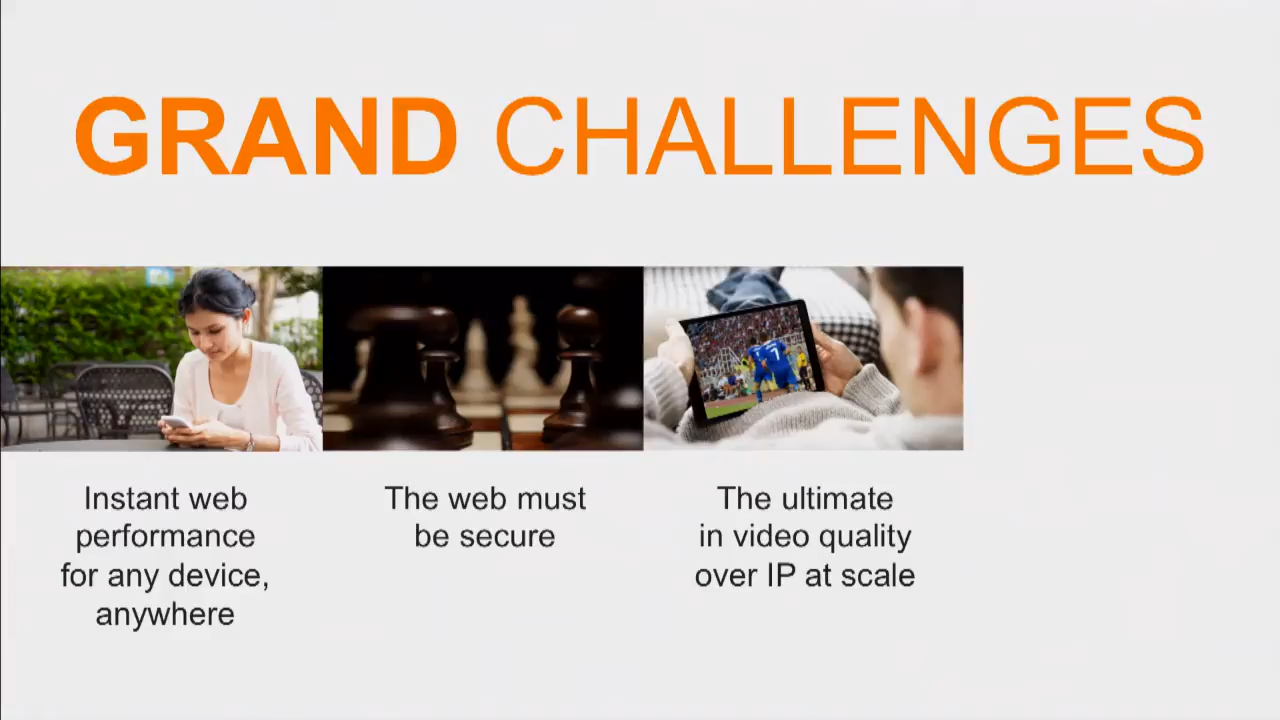 GRAND CHALLENGES
Instant web
performance
for any device,
anywhere
The web must
be secure
The ultimate
in video quality
over IP at scale